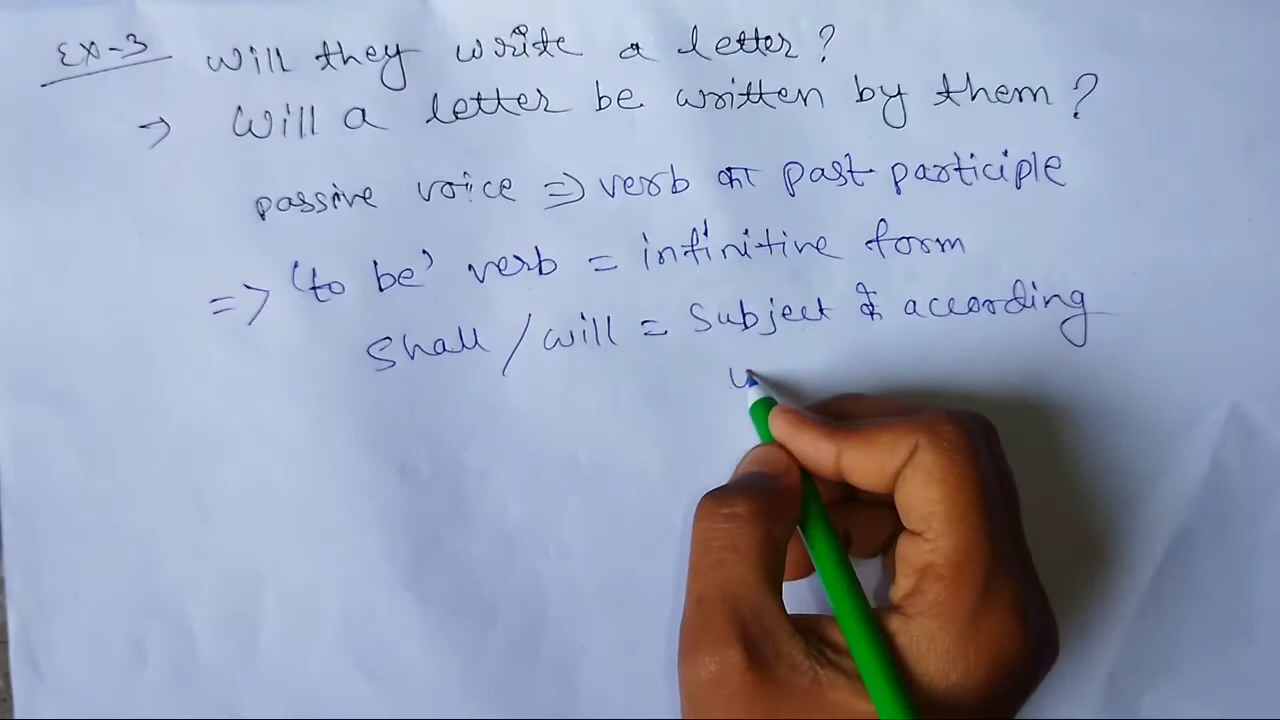 Ex-3 Will they write a letter?
→ Will a letter be written by them?
passive voice ⇒ verb का past participle
⇒ 'to be' verb = infinitive form
Shall / will = Subject के according